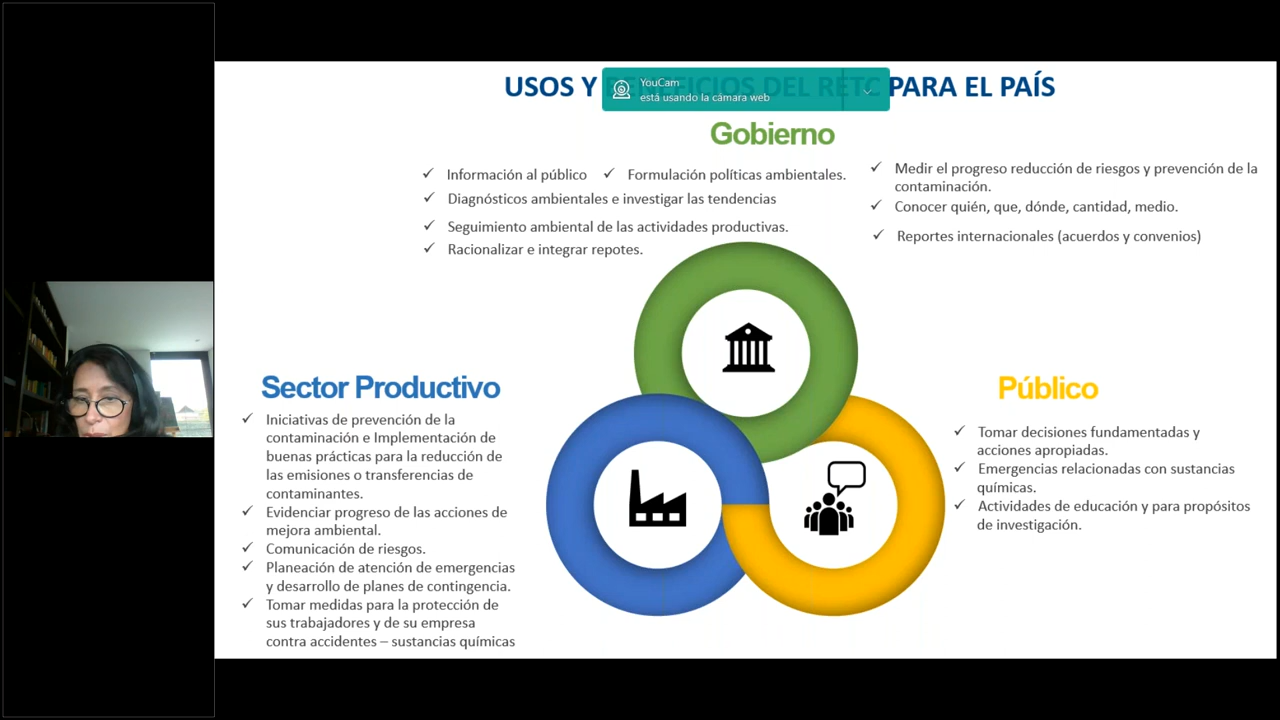 USOS Y BENEFICIOS DEL RETC PARA EL PAÍS
YouCam
está usando la cámara web
Gobierno
✓ Información al público ✓ Formulación políticas ambientales.
✓ Diagnósticos ambientales e investigar las tendencias
✓ Seguimiento ambiental de las actividades productivas.
✓ Racionalizar e integrar repotes.
✓ Medir el progreso reducción de riesgos y prevención de la
contaminación.
✓ Conocer quién, que, dónde, cantidad, medio.
✓ Reportes internacionales (acuerdos y convenios)
Sector Productivo
✓ Iniciativas de prevención de la
contaminación e Implementación de
buenas prácticas para la reducción de
las emisiones o transferencias de
contaminantes.
✓ Evidenciar progreso de las acciones de
mejora ambiental.
✓ Comunicación de riesgos.
✓ Planeación de atención de emergencias
y desarrollo de planes de contingencia.
✓ Tomar medidas para la protección de
sus trabajadores y de su empresa
contra accidentes – sustancias químicas
Público
✓ Tomar decisiones fundamentadas y
acciones apropiadas.
✓ Emergencias relacionadas con sustancias
químicas.
✓ Actividades de educación y para propósitos
de investigación.